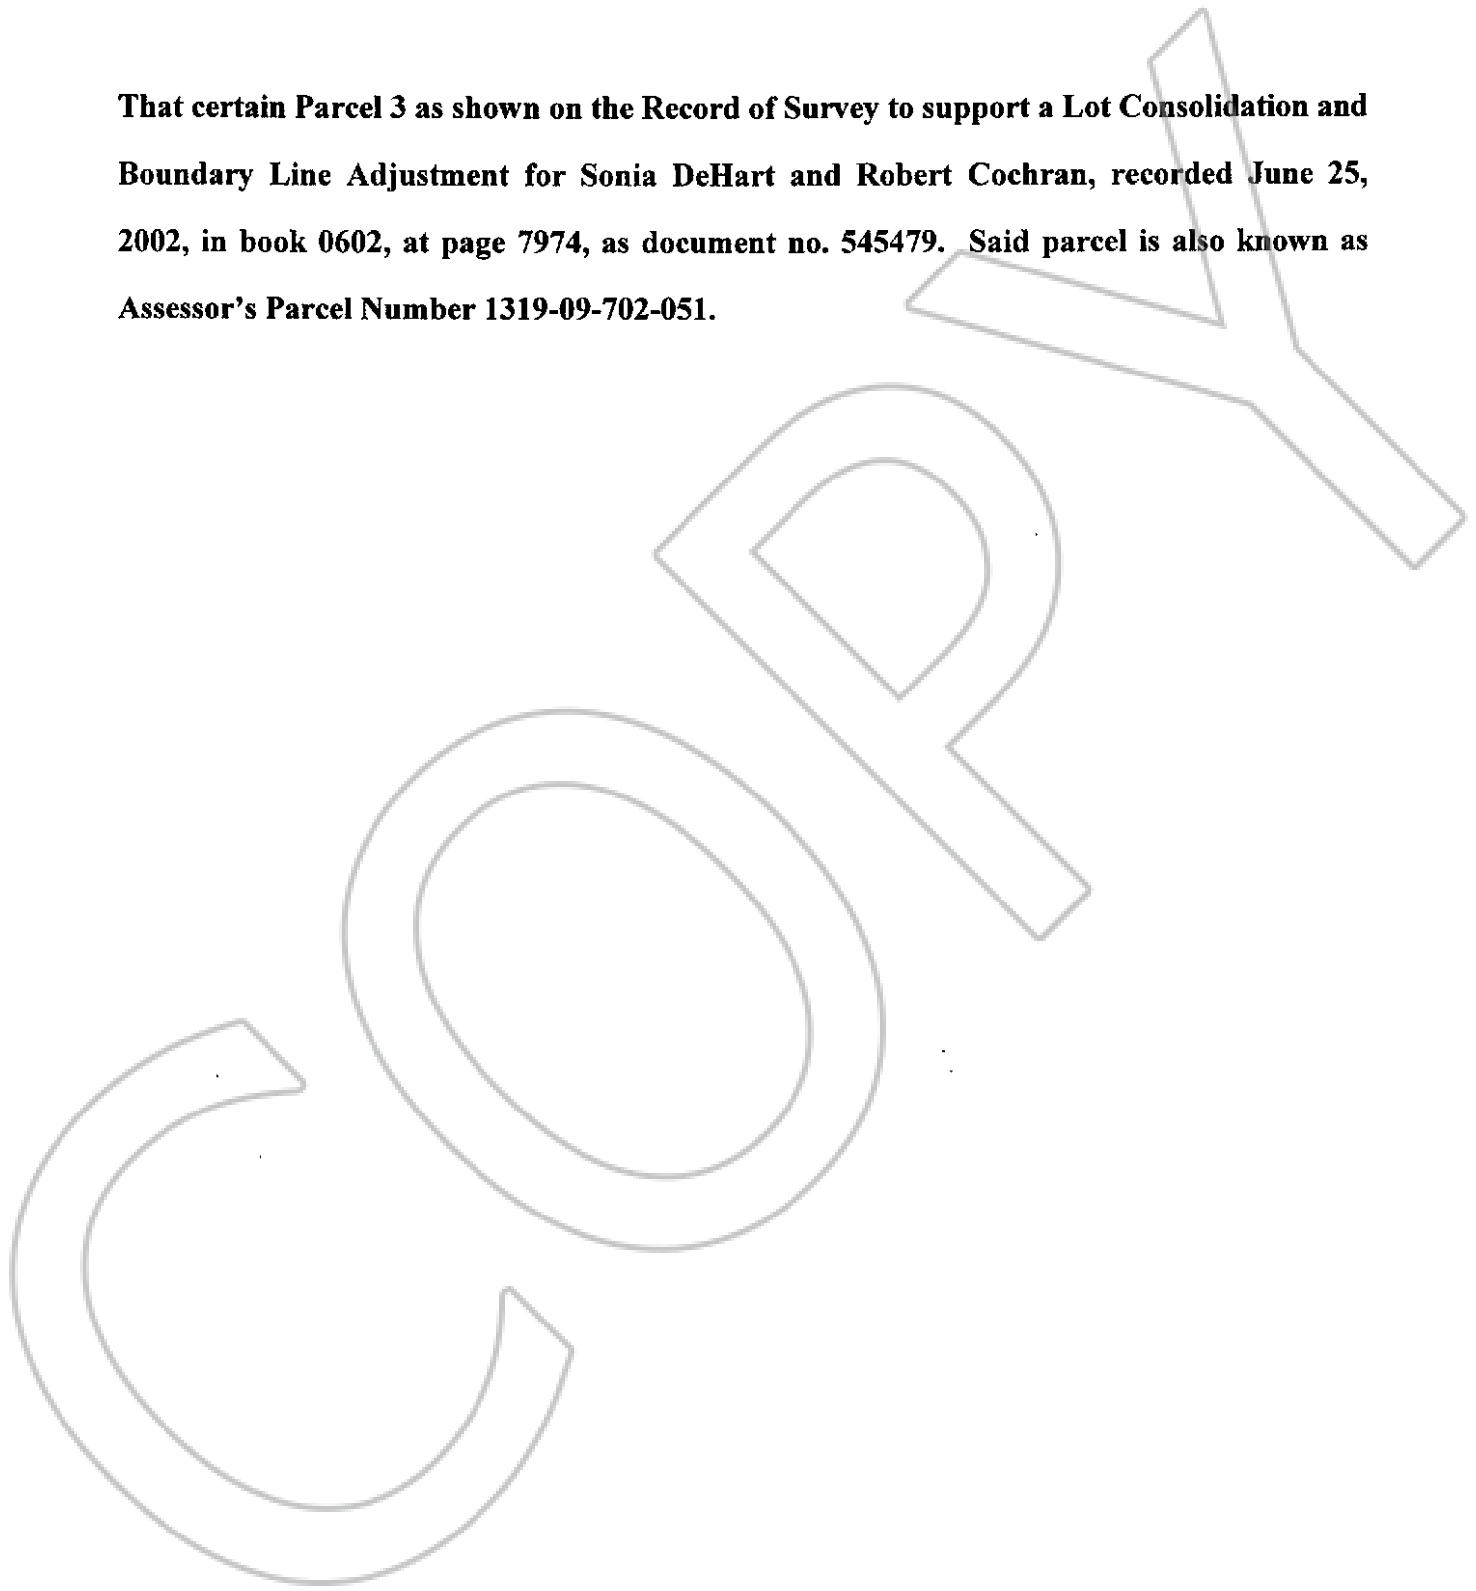 That certain Parcel 3 as shown on the Record of Survey to support a Lot Consolidation and
Boundary Line Adjustment for Sonia DeHart and Robert Cochran, recorded June 25,
2002, in book 0602, at page 7974, as document no. 545479. Said parcel is also known as
Assessor's Parcel Number 1319-09-702-051.
COPY